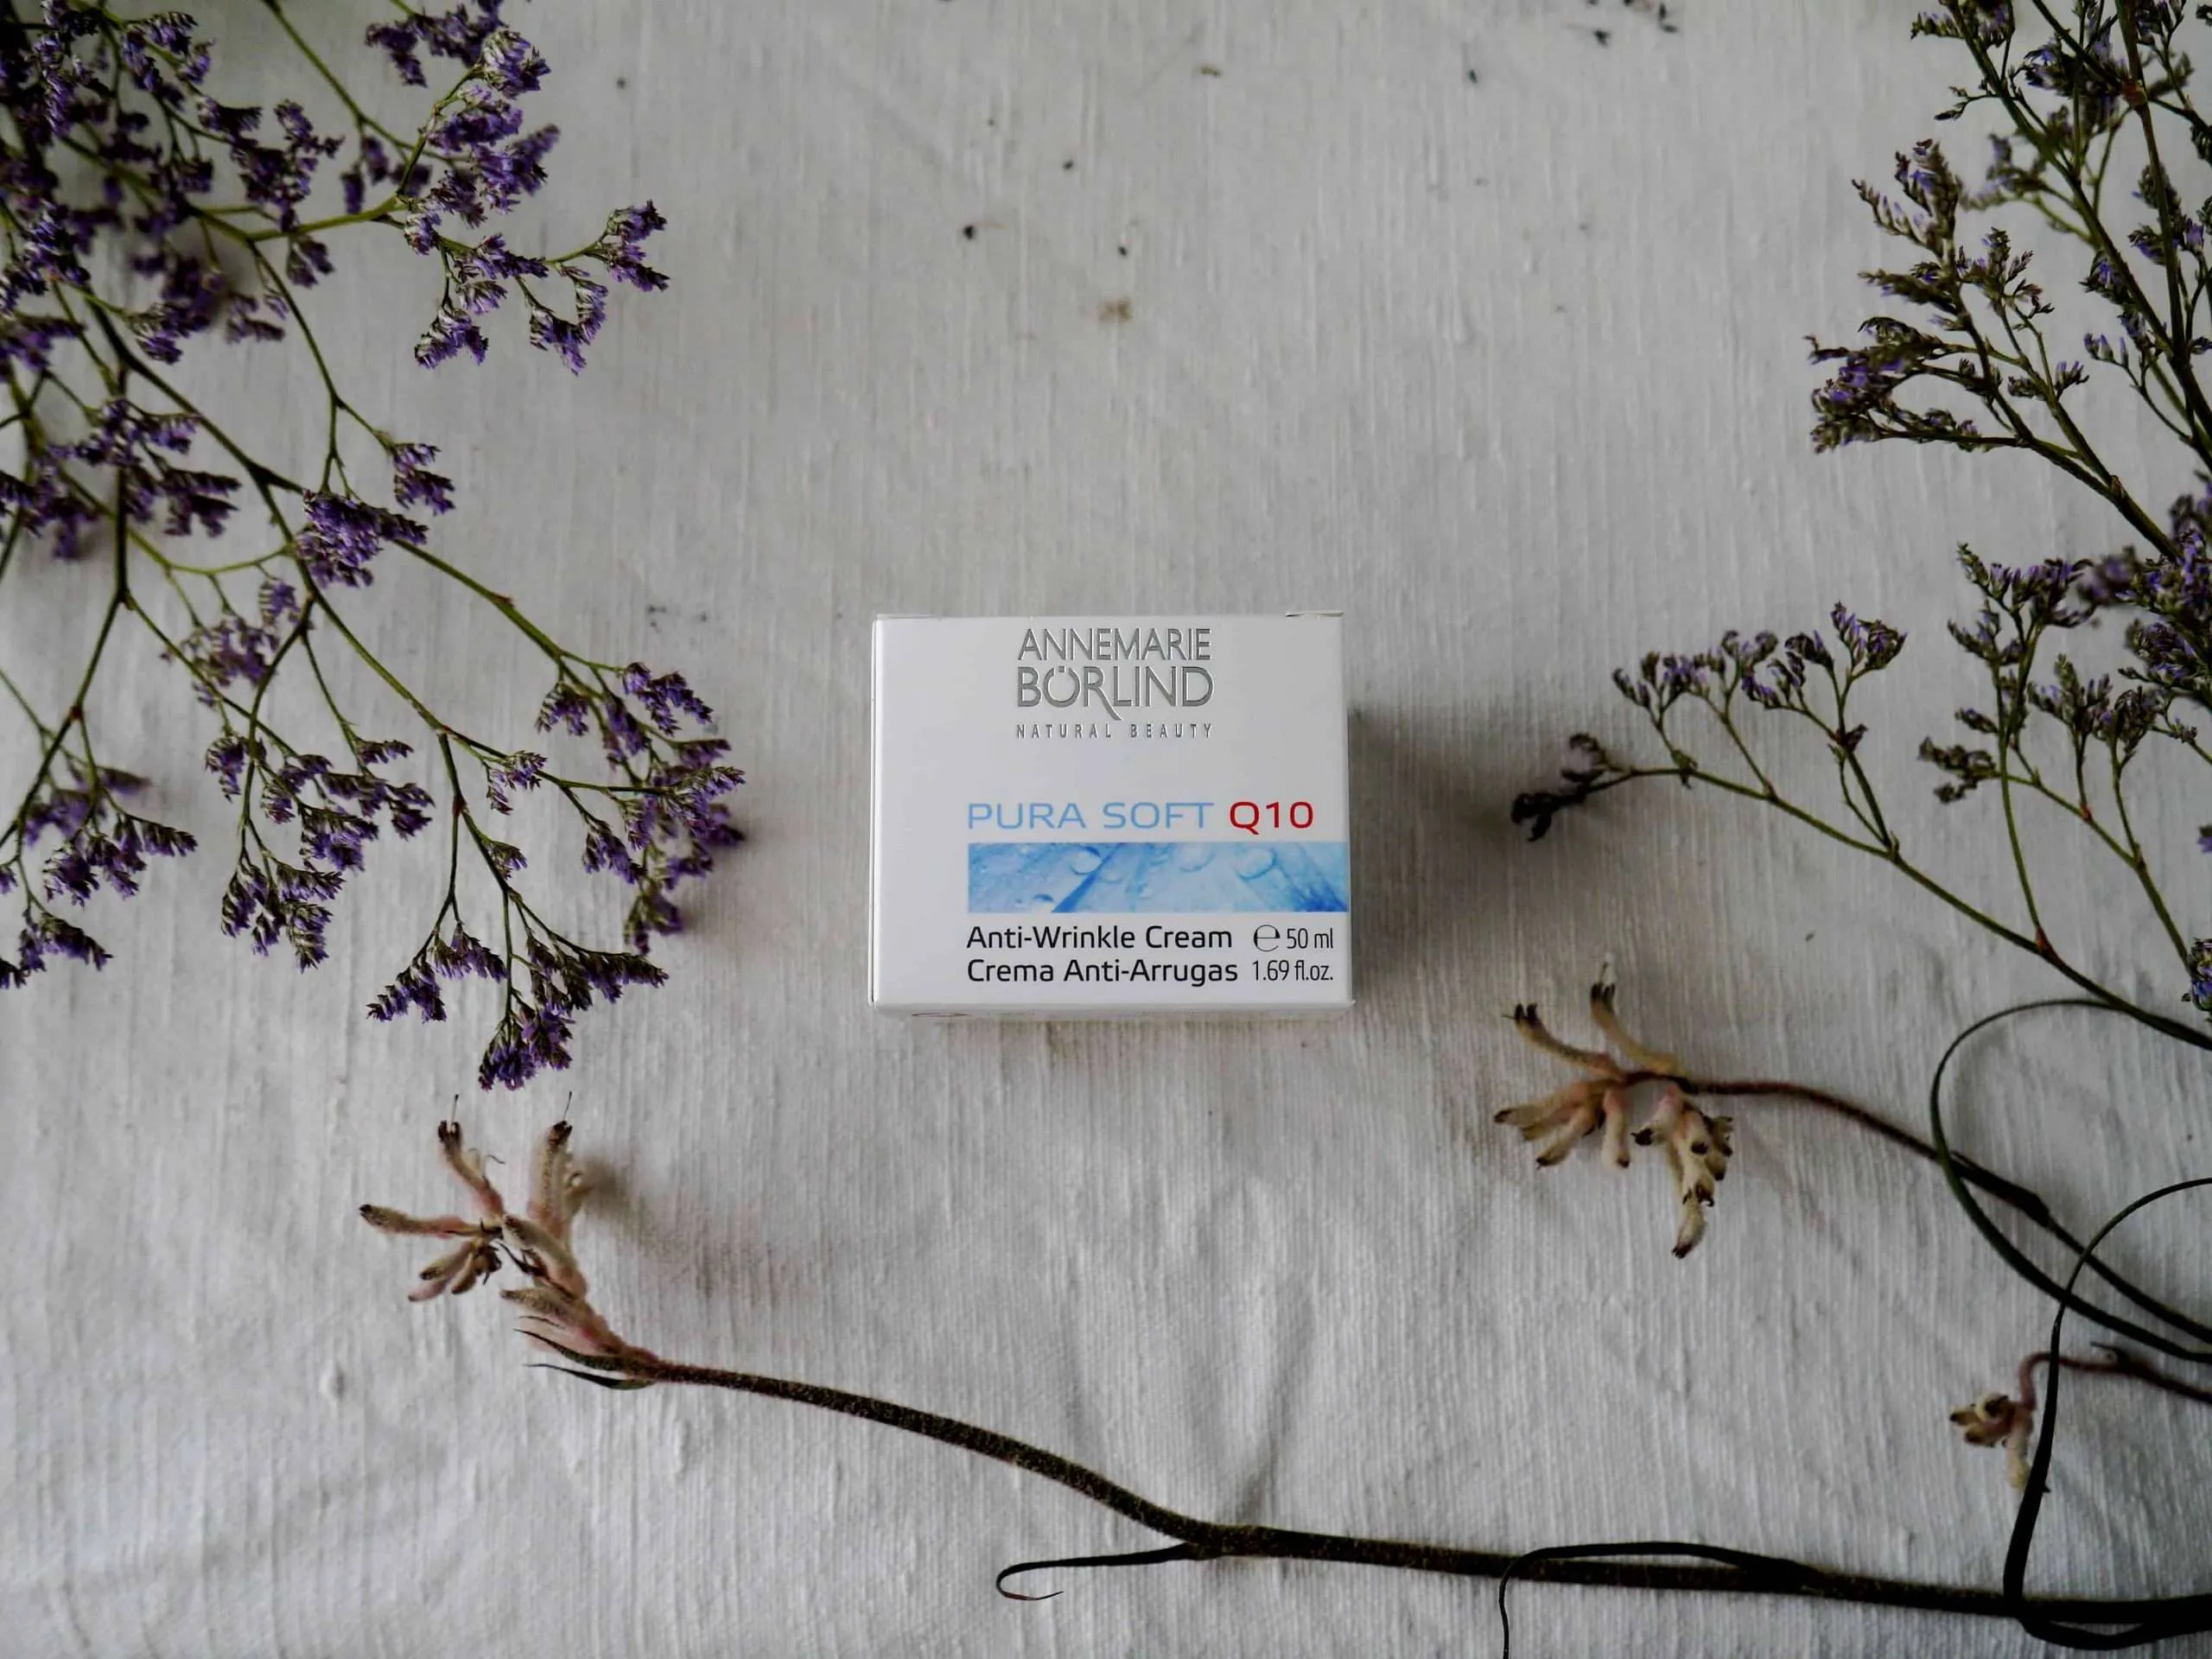 ANNEMARIE
BÖRLIND
NATURAL BEAUTY
PURA SOFT Q10
Anti-Wrinkle Cream ℮ 50 ml
Crema Anti-Arrugas 1.69 fl.oz.